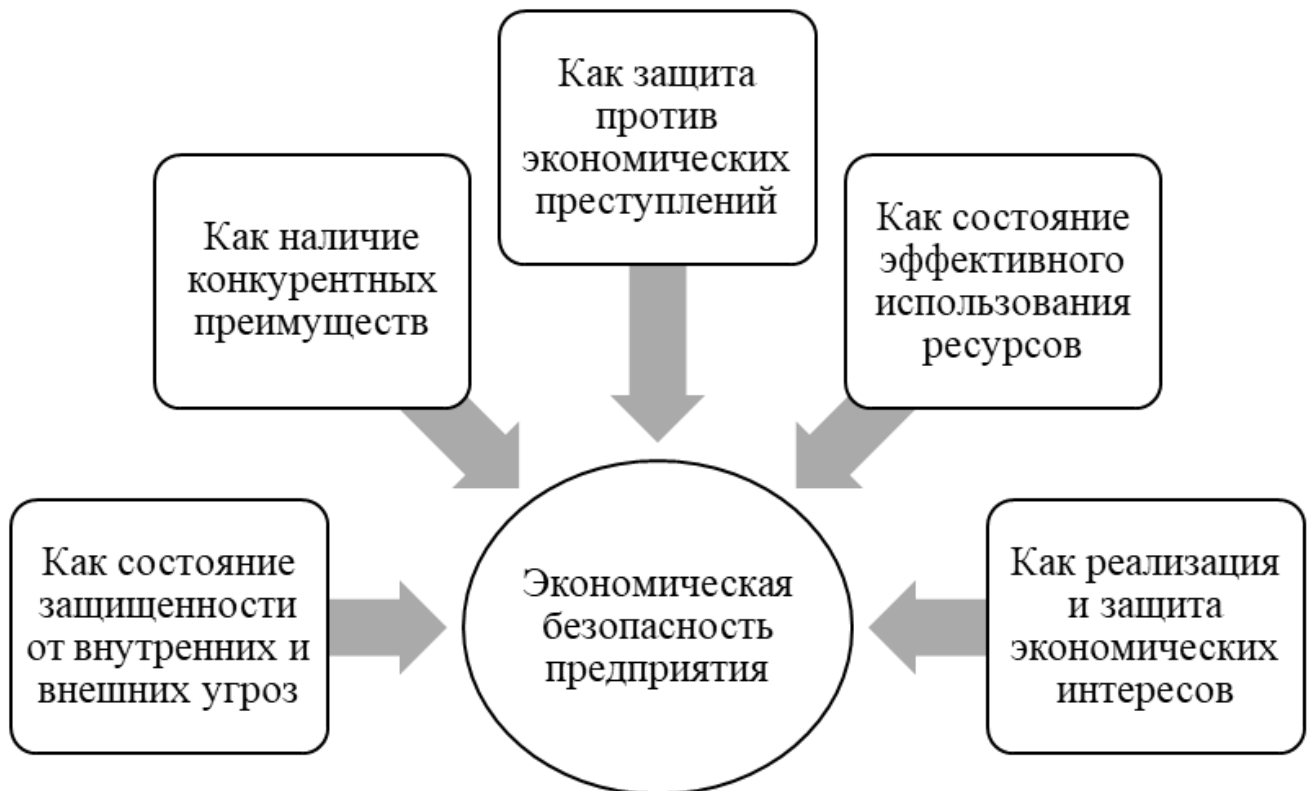 Как защита
против
экономических
преступлений
Как наличие
конкурентных
преимуществ
Как состояние
эффективного
использования
ресурсов
Как состояние
защищенности
от внутренних и
внешних угроз
Экономическая
безопасность
предприятия
Как реализация
и защита
экономических
интересов